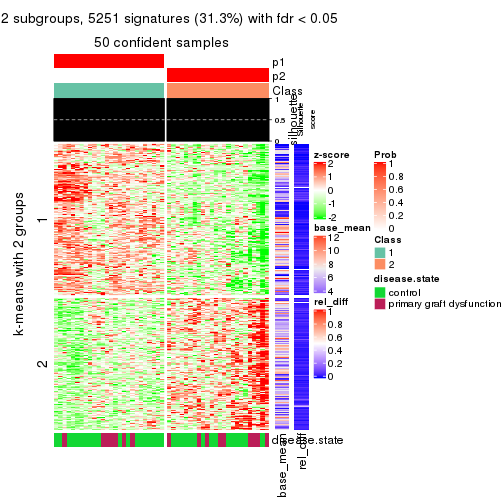 2 subgroups, 5251 signatures (31.3%) with fdr < 0.05
50 confident samples
p1
p2
Class
1
0.5
0
silhouette
Silhouette
score
k-means with 2 groups
1
2
z-score
2
1
0
-1
-2
base_mean
12
10
8
6
4
rel_diff
1
0.8
0.6
0.4
0.2
0
Prob
1
0.8
0.6
0.4
0.2
0
Class
1
2
disease.state
control
primary graft dysfunction
disease.state
base_mean
rel_diff